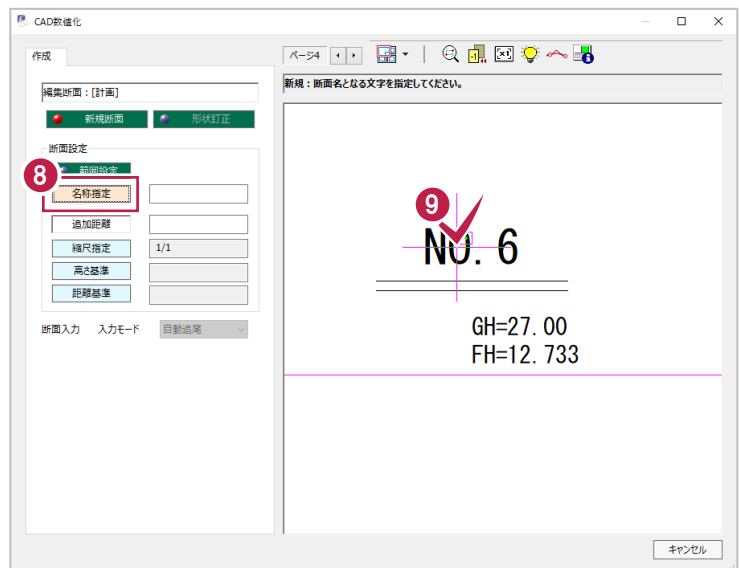 CAD数値化
作成
ページ4
編集断面：[計画]
新規：断面名となる文字を指定してください。
新規断面
形状訂正
断面設定
8
範囲設定
名称指定
追加距離
縮尺指定
1/1
高さ基準
距離基準
断面入力 入力モード 自動追尾
9
NO. 6
GH=27. 00
FH=12. 733
キャンセル